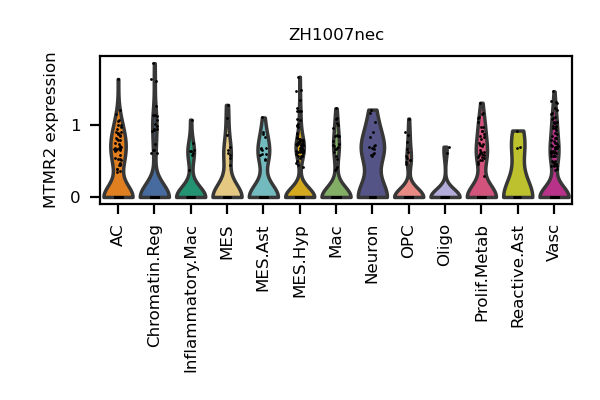 ZH1007nec
MTMR2 expression
1
0
AC
Chromatin.Reg
Inflammatory.Mac
MES
MES.Ast
MES.Hyp
Mac
Neuron
OPC
Oligo
Prolif.Metab
Reactive.Ast
Vasc